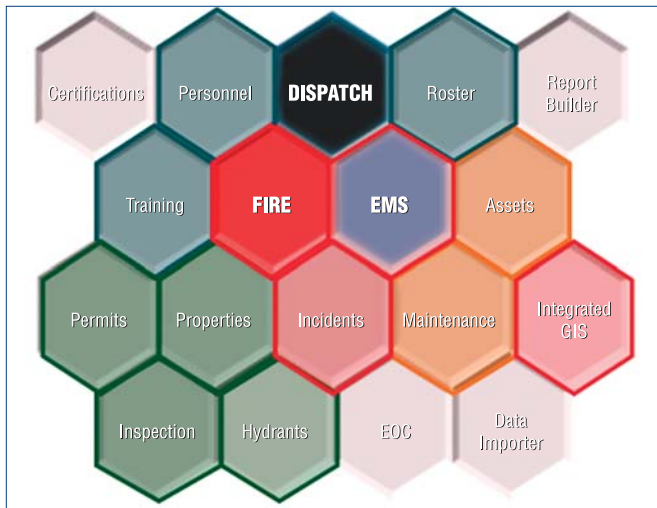 Certifications
Personnel
DISPATCH
Roster
Report
Builder
Training
FIRE
EMS
Assets
Permits
Properties
Incidents
Maintenance
Integrated
GIS
Inspection
Hydrants
EOC
Data
Importer